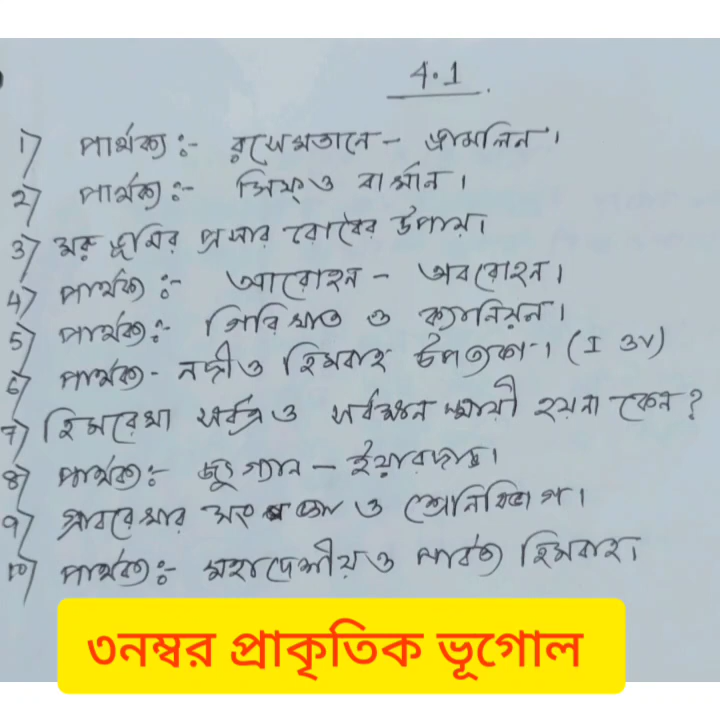 4.1
1) পার্থক্য :- রসেমতানে - ড্রামলিন।
2) পার্থক্য :- সিফ্ ও বার্খান।
3) মরুভূমির প্রসার রোধের উপায়।
4) পার্থক্য :- আরোহন - অবরোহন।
5) পার্থক্য :- গিরিখাত ও ক্যানিয়ন।
6) পার্থক্য - নদী ও হিমবাহ উপত্যকা। (I ও V)
7) হিমরেখা সর্বত্র ও সর্বক্ষন স্থায়ী হয়না কেন?
8) পার্থক্য :- জুগ্যান - ইয়ারদাঙ।
9) গ্রাবরেখার সংজ্ঞা ও শ্রেনিবিভাগ।
10) পার্থক্য :- মহাদেশীয় ও পার্বত্য হিমবাহ।
৩নম্বর প্রাকৃতিক ভূগোল